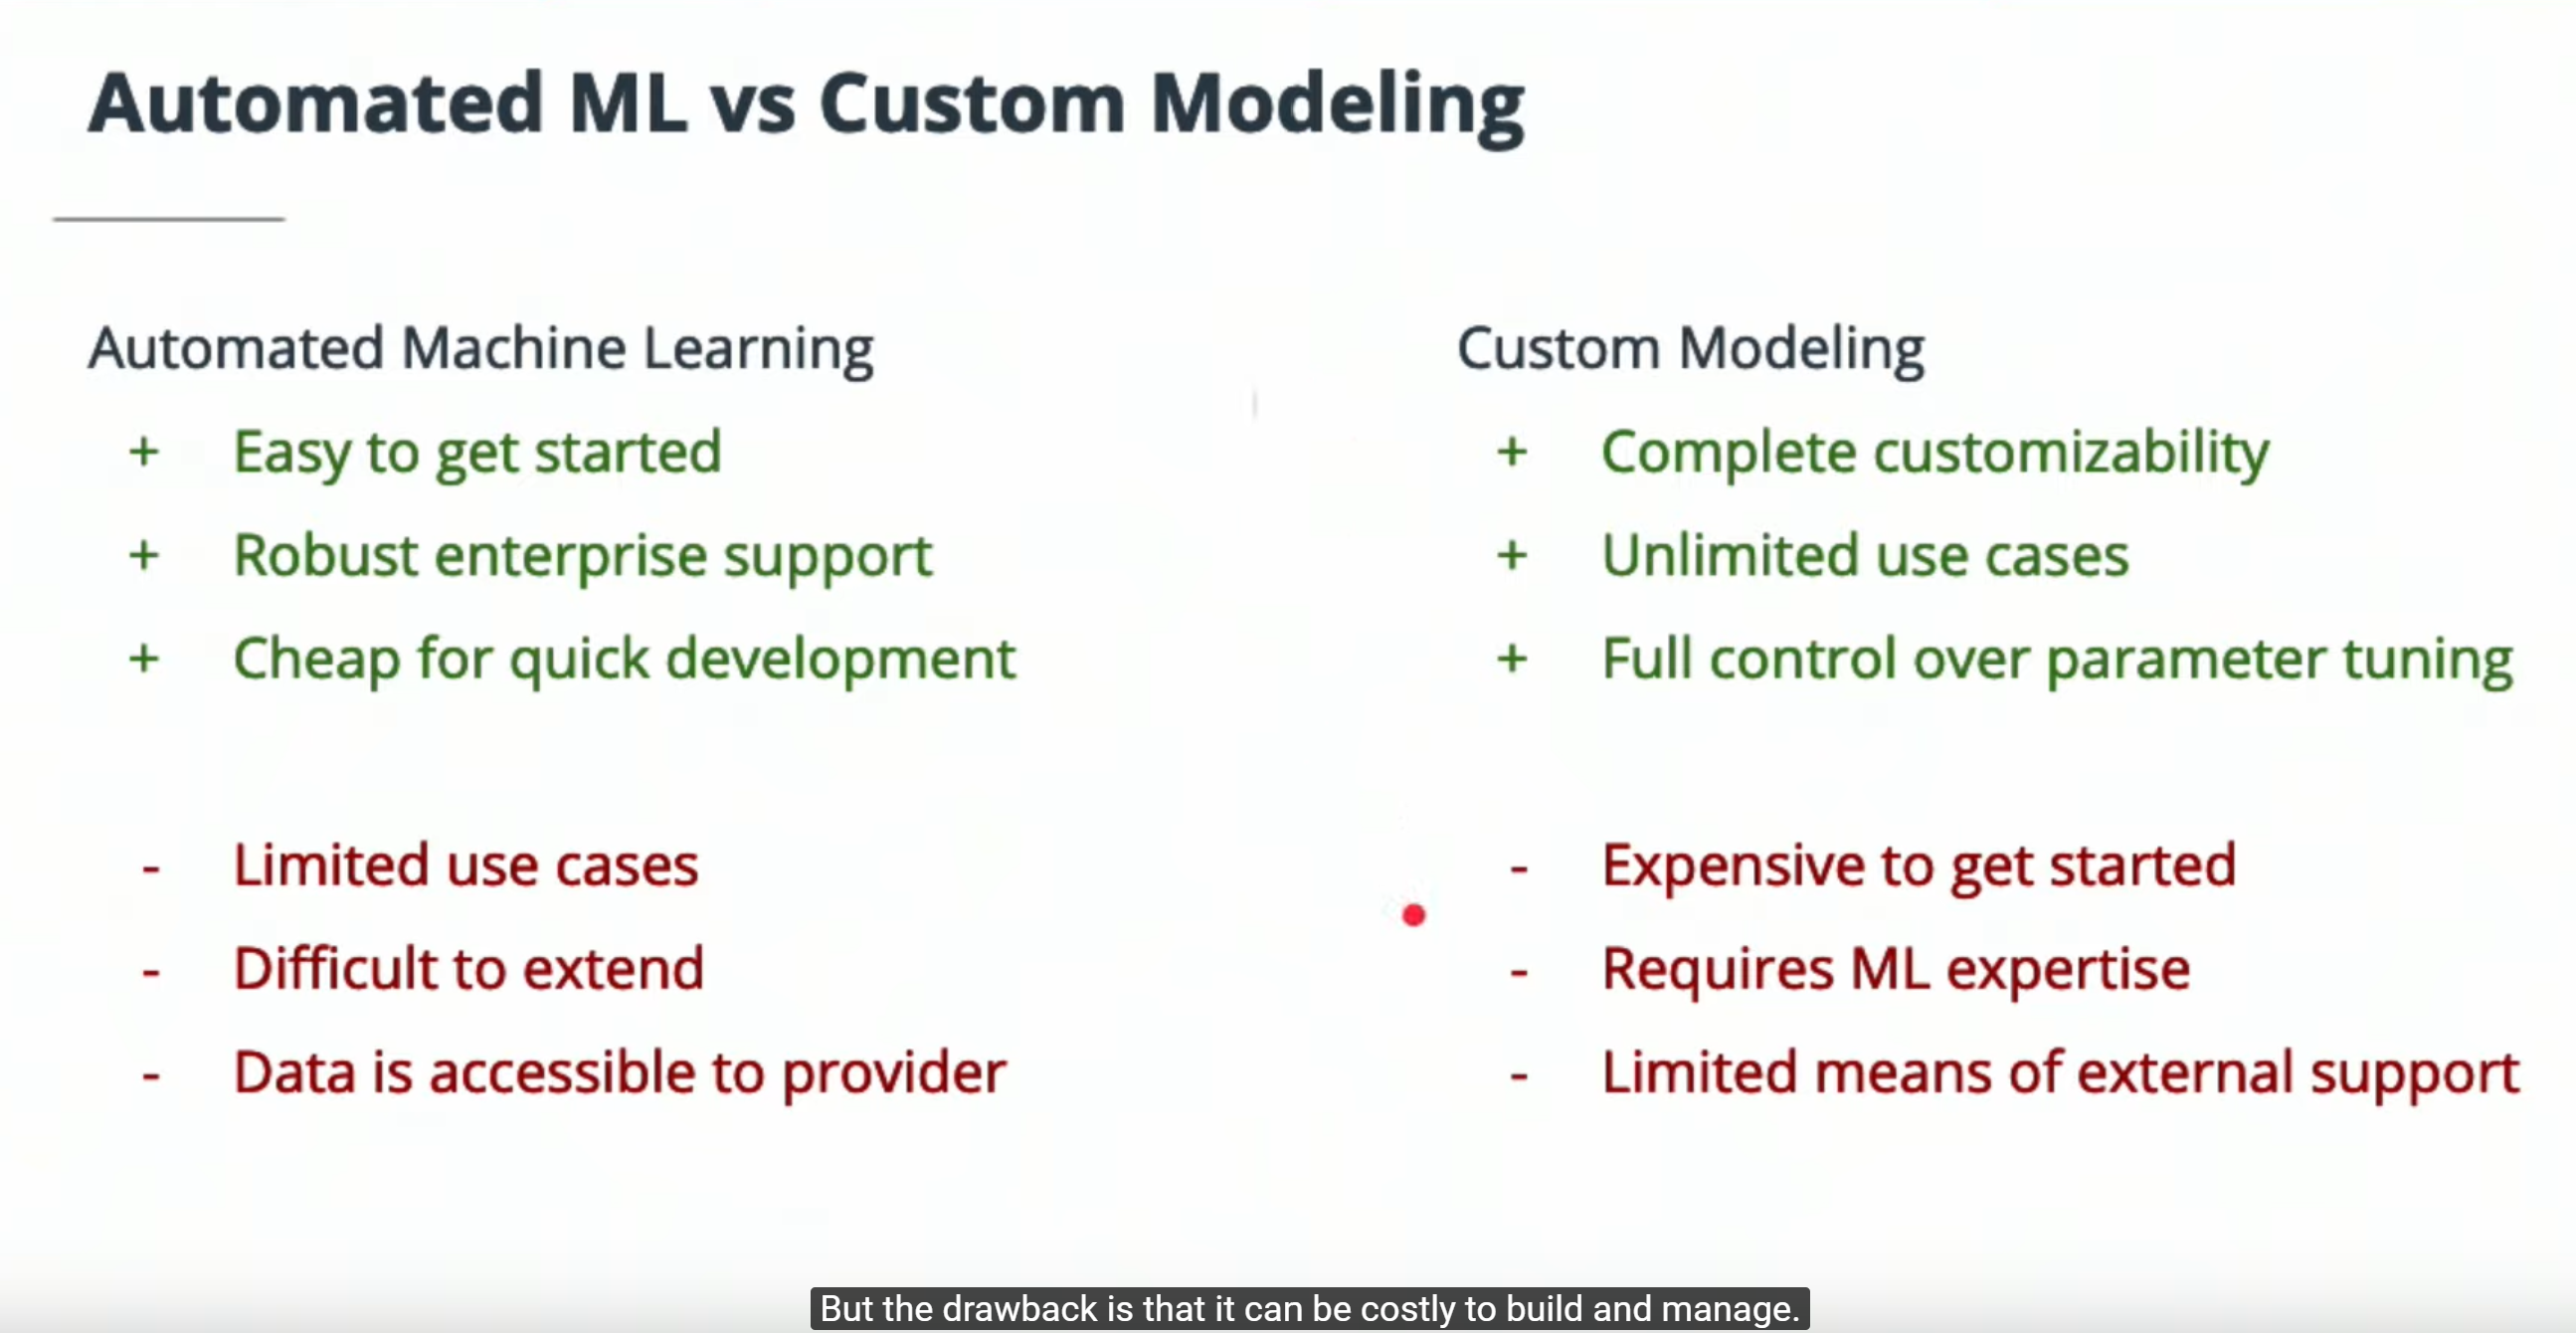 Automated ML vs Custom Modeling
Automated Machine Learning
+ Easy to get started
+ Robust enterprise support
+ Cheap for quick development
- Limited use cases
- Difficult to extend
- Data is accessible to provider
Custom Modeling
+ Complete customizability
+ Unlimited use cases
+ Full control over parameter tuning
- Expensive to get started
- Requires ML expertise
- Limited means of external support
But the drawback is that it can be costly to build and manage.